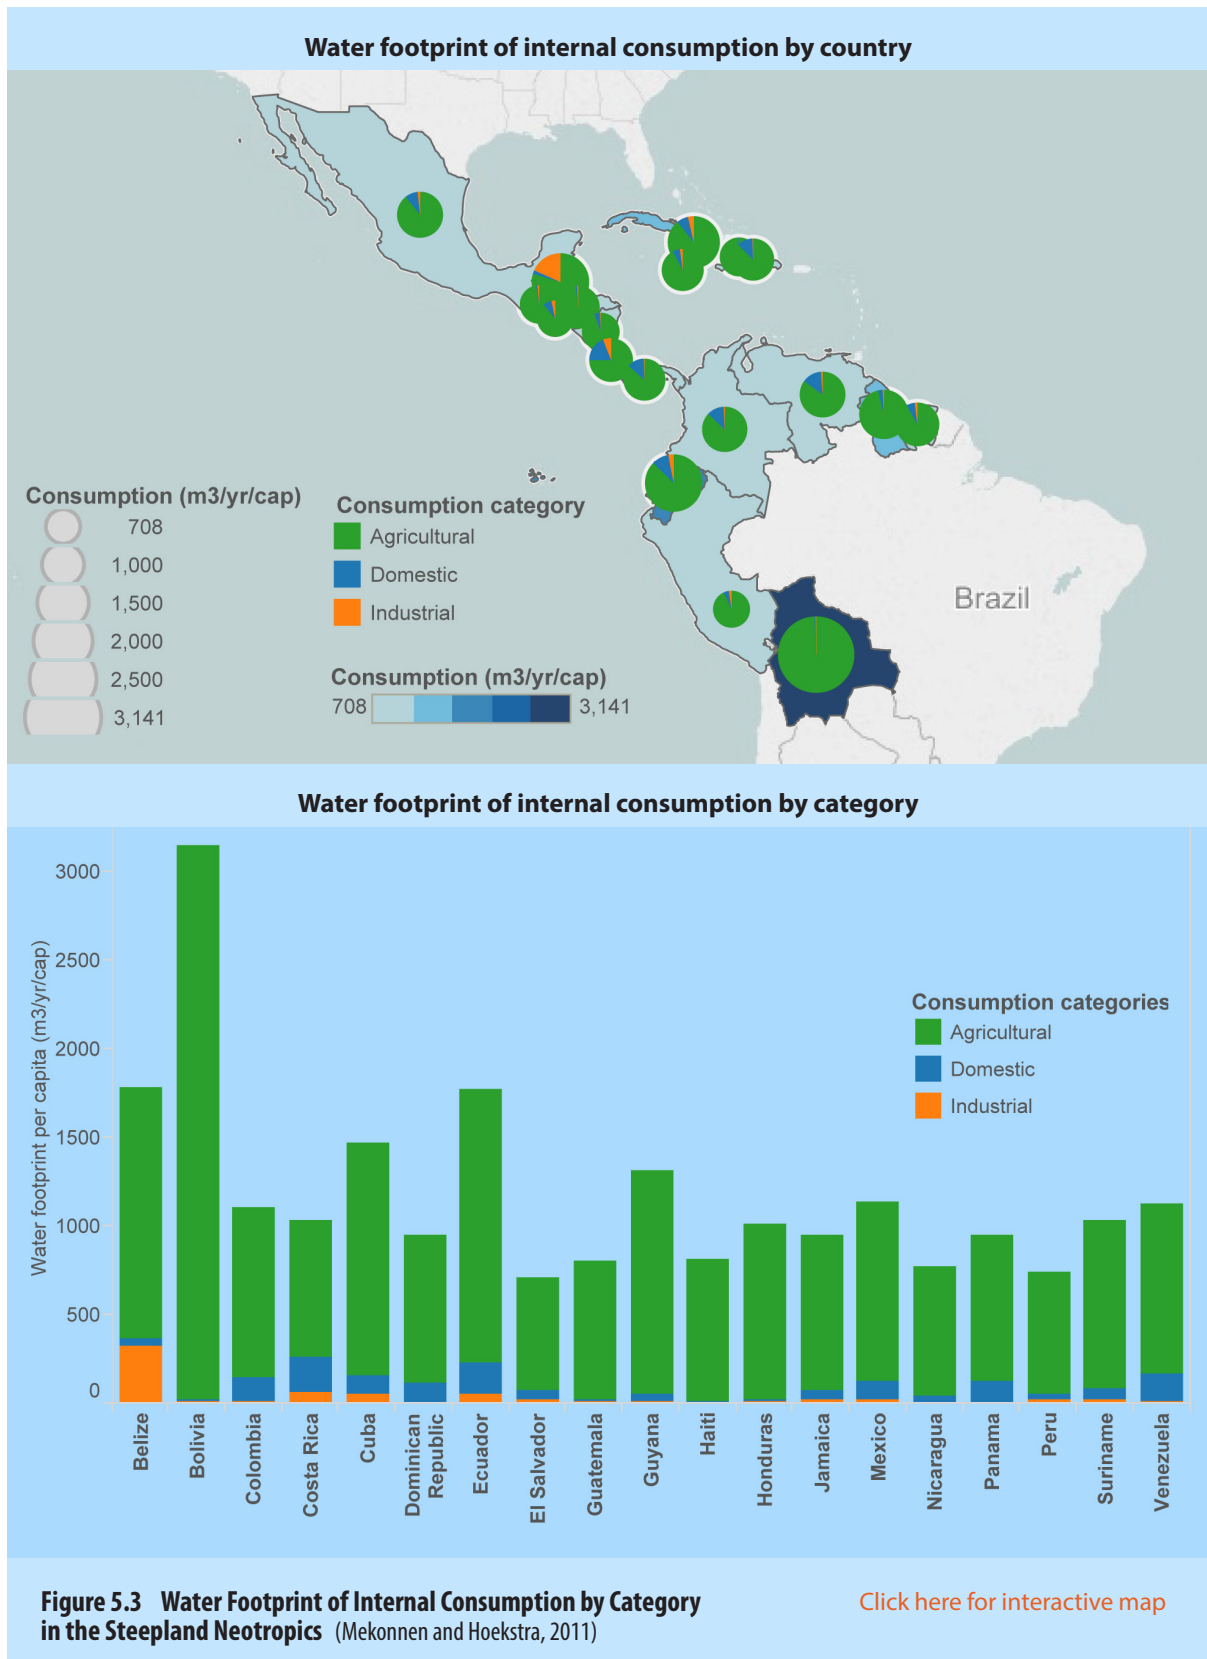 Water footprint of internal consumption by country
Brazil
Consumption (m3/yr/cap)
708
1,000
1,500
2,000
2,500
3,141
Consumption category
Agricultural
Domestic
Industrial
Consumption (m3/yr/cap)
708 3,141
Water footprint of internal consumption by category
Water footprint per capita (m3/yr/cap)
3000
2500
2000
1500
1000
500
0
Consumption categories
Agricultural
Domestic
Industrial
Belize
Bolivia
Colombia
Costa Rica
Cuba
Dominican
Republic
Ecuador
El Salvador
Guatemala
Guyana
Haiti
Honduras
Jamaica
Mexico
Nicaragua
Panama
Peru
Suriname
Venezuela
Figure 5.3 Water Footprint of Internal Consumption by Category
in the Steepland Neotropics (Mekonnen and Hoekstra, 2011)
Click here for interactive map